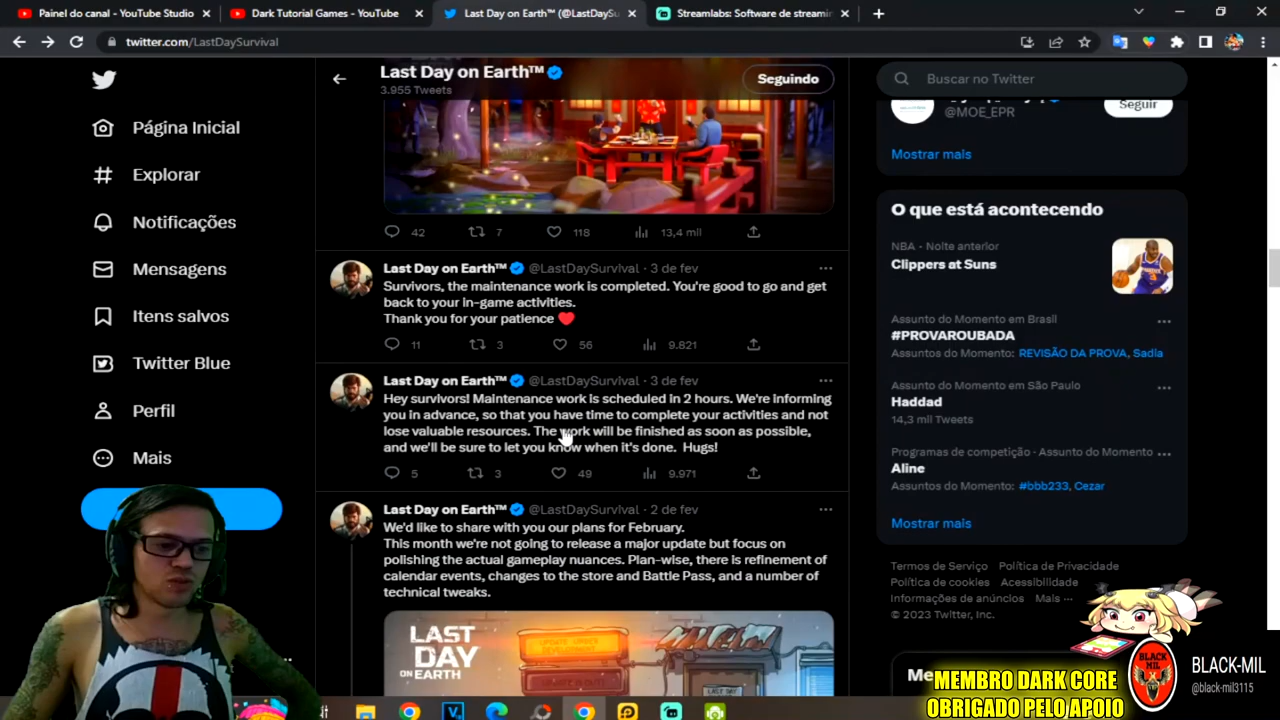 Painel do canal - YouTube Studio
Dark Tutorial Games - YouTube
Last Day on Earth™ (@LastDaySu
Streamlabs: Software de streamin
twitter.com/LastDaySurvival
Last Day on Earth™
3.955 Tweets
Seguindo
Buscar no Twitter
Página Inicial
Explorar
Notificações
Mensagens
Itens salvos
Twitter Blue
Perfil
Mais
42 7 118 13,4 mil
Last Day on Earth™ @LastDaySurvival · 3 de fev
Survivors, the maintenance work is completed. You're good to go and get
back to your in-game activities.
Thank you for your patience
11 3 56 9.821
Last Day on Earth™ @LastDaySurvival · 3 de fev
Hey survivors! Maintenance work is scheduled in 2 hours. We're informing
you in advance, so that you have time to complete your activities and not
lose valuable resources. The work will be finished as soon as possible,
and we'll be sure to let you know when it's done. Hugs!
5 3 49 9.971
Last Day on Earth™ @LastDaySurvival · 2 de fev
We'd like to share with you our plans for February.
This month we're not going to release a major update but focus on
polishing the actual gameplay nuances. Plan-wise, there is refinement of
calendar events, changes to the store and Battle Pass, and a number of
technical tweaks.
LAST
DAY
ON EARTH
LAST DAY
@MOE_EPR
Seguir
Mostrar mais
O que está acontecendo
NBA · Noite anterior
Clippers at Suns
Assunto do Momento em Brasil
#PROVAROUBADA
Assuntos do Momento: REVISÃO DA PROVA, Sadia
Assunto do Momento em São Paulo
Haddad
14,3 mil Tweets
Programas de competição · Assunto do Momento
Aline
Assuntos do Momento: #bbb233, Cezar
Mostrar mais
Termos de Serviço Política de Privacidade
Política de cookies Acessibilidade
Informações de anúncios Mais ···
© 2023 Twitter, Inc.
MEMBRO DARK CORE
OBRIGADO PELO APOIO
BLACK-MIL
BLACK-MIL
@black-mil3115